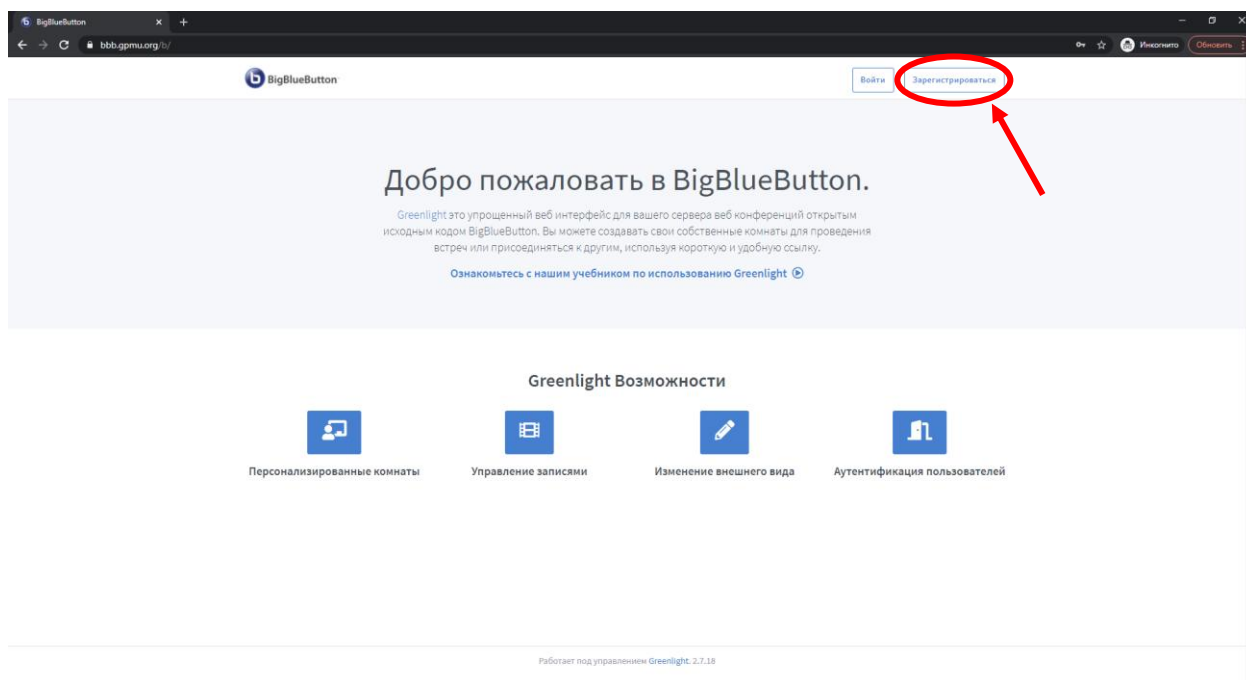 BigBlueButton
bbb.gpmu.org/b/
Инкогнито
Обновить
BigBlueButton
Войти
Зарегистрироваться
Добро пожаловать в BigBlueButton.
Greenlight это упрощенный веб интерфейс для вашего сервера веб конференций открытым
исходным кодом BigBlueButton. Вы можете создавать свои собственные комнаты для проведения
встреч или присоединяться к другим, используя короткую и удобную ссылку.
Ознакомьтесь с нашим учебником по использованию Greenlight
Greenlight Возможности
Персонализированные комнаты
Управление записями
Изменение внешнего вида
Аутентификация пользователей
Работает под управлением Greenlight. 2.7.18